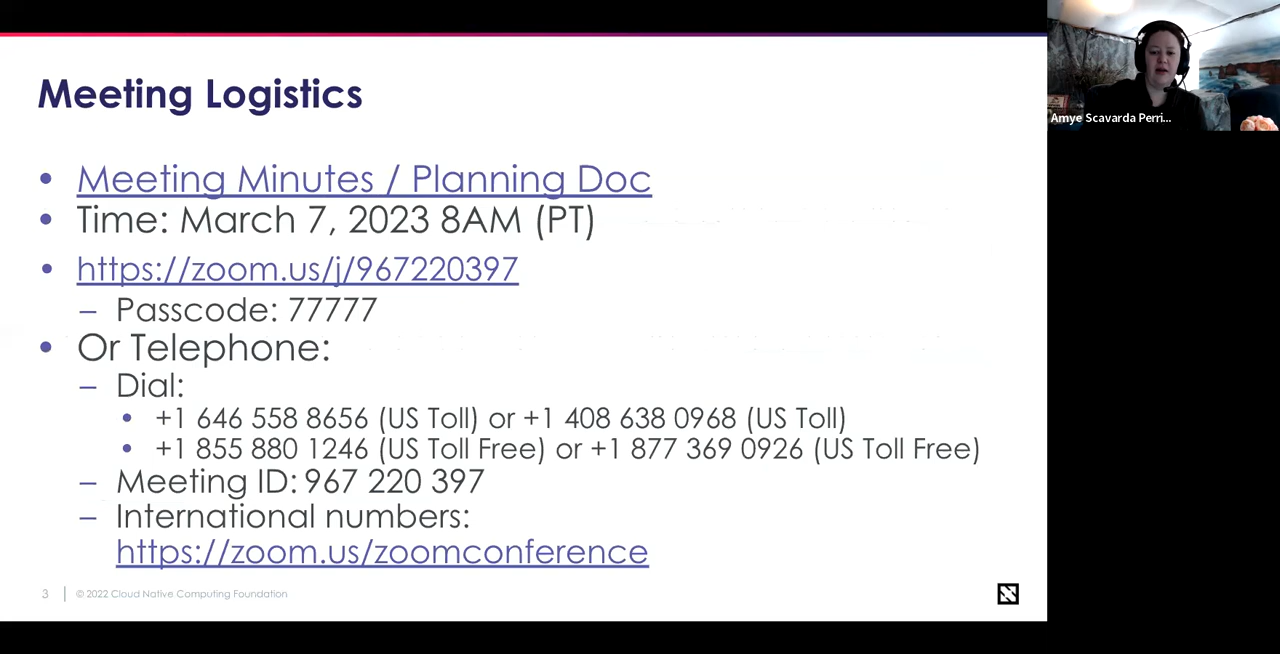 Meeting Logistics
• Meeting Minutes / Planning Doc
• Time: March 7, 2023 8AM (PT)
• https://zoom.us/j/967220397
– Passcode: 77777
• Or Telephone:
– Dial:
• +1 646 558 8656 (US Toll) or +1 408 638 0968 (US Toll)
• +1 855 880 1246 (US Toll Free) or +1 877 369 0926 (US Toll Free)
– Meeting ID: 967 220 397
– International numbers:
https://zoom.us/zoomconference
3 | © 2022 Cloud Native Computing Foundation
Amye Scavarda Perri...